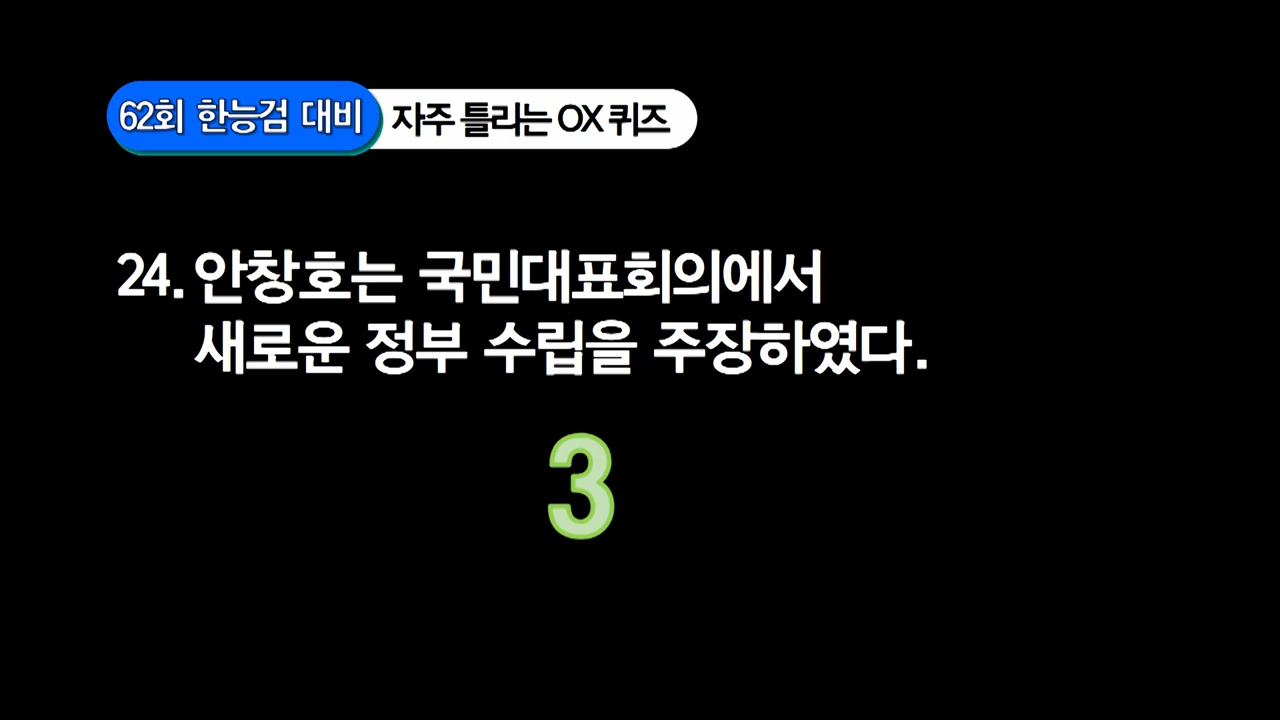 62회 한능검 대비 자주 틀리는 OX 퀴즈
24. 안창호는 국민대표회의에서
새로운 정부 수립을 주장하였다.
3